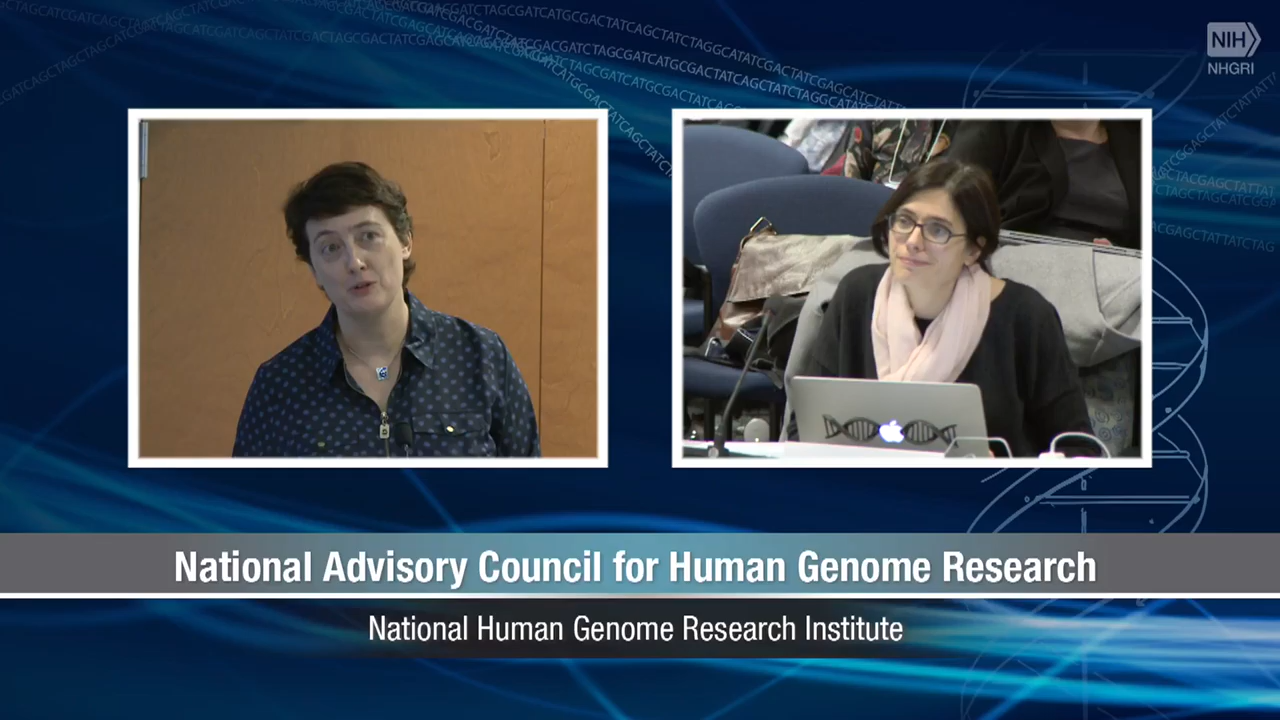 NIH
NHGRI
National Advisory Council for Human Genome Research
National Human Genome Research Institute